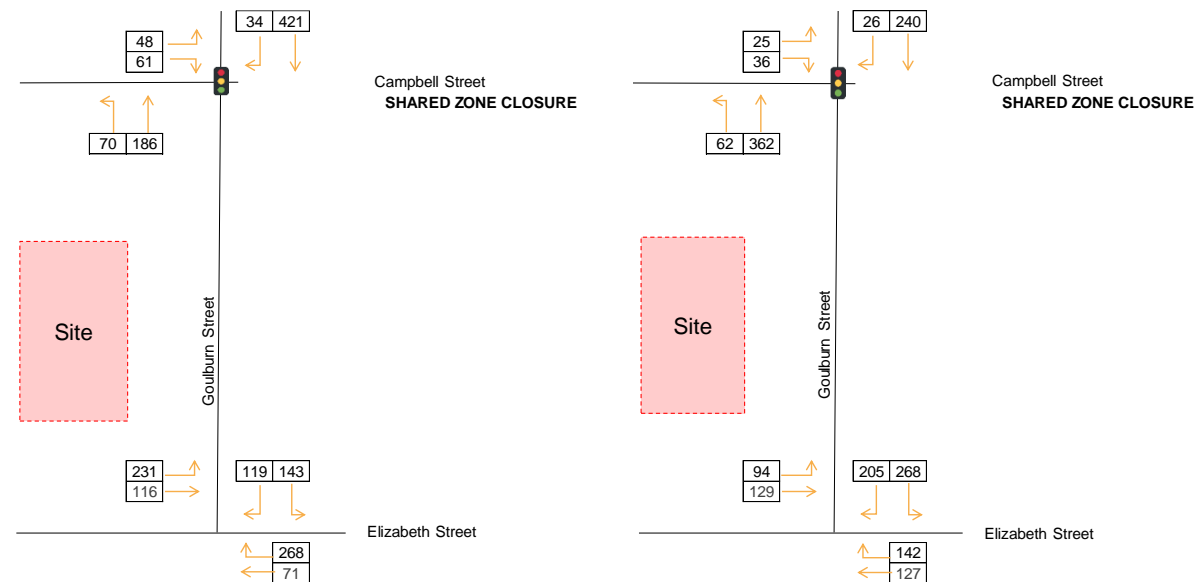 34 421
48
61
Campbell Street
SHARED ZONE CLOSURE
70 186
Site
Goulburn Street
231
116
119 143
Elizabeth Street
268
71
26 240
25
36
Campbell Street
SHARED ZONE CLOSURE
62 362
Site
Goulburn Street
94
129
205 268
Elizabeth Street
142
127